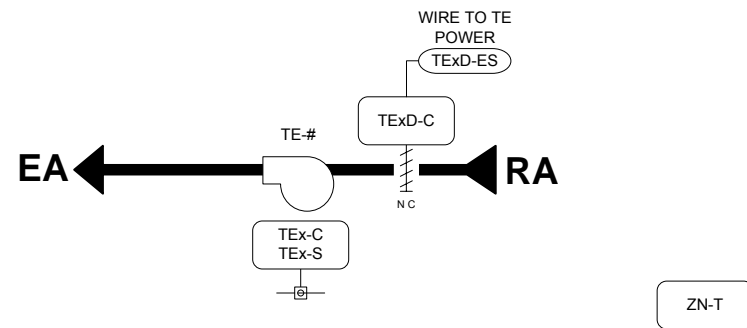 WIRE TO TE
POWER
TExD-ES
TExD-C
TE-#
EA
RA
N C
TEx-C
TEx-S
ZN-T